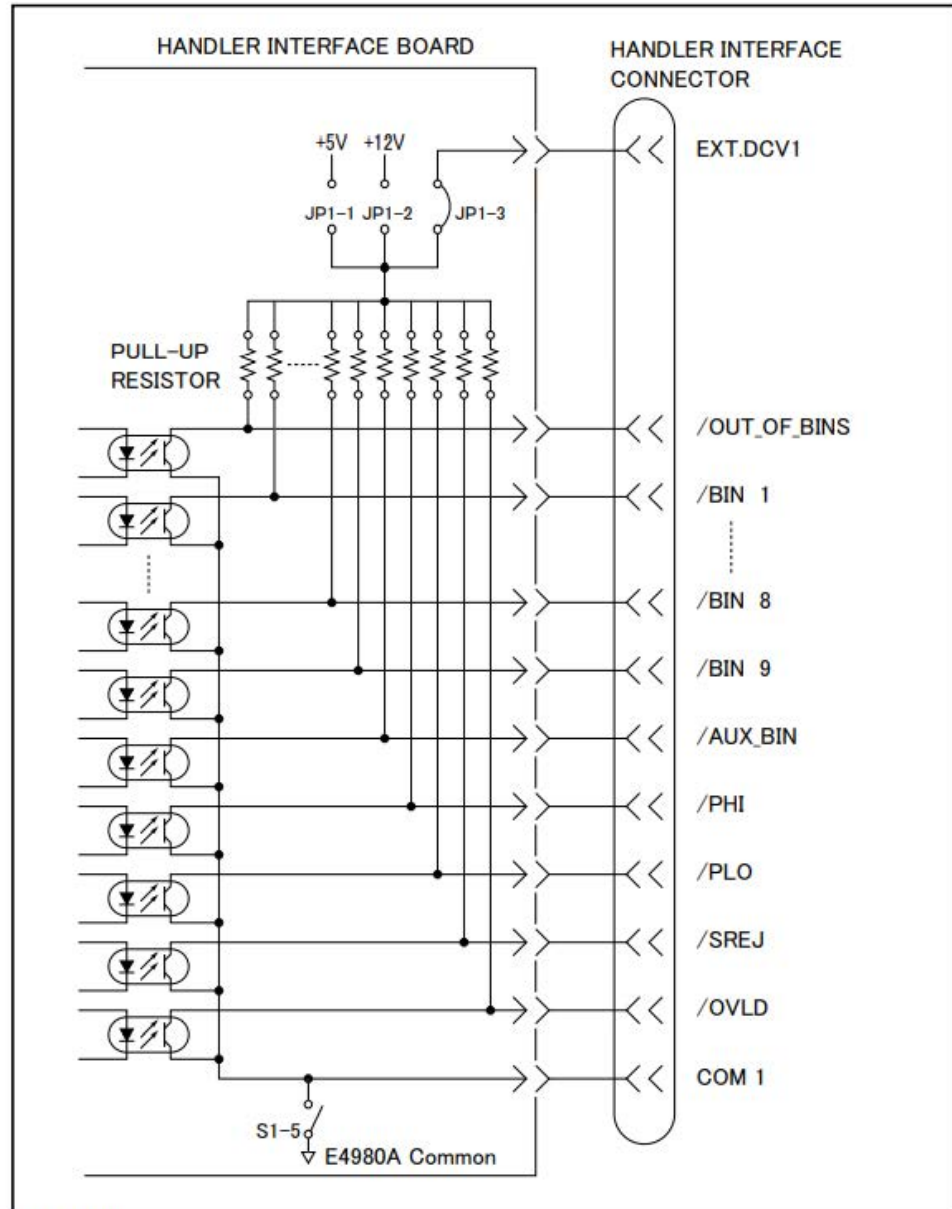 HANDLER INTERFACE BOARD
HANDLER INTERFACE
CONNECTOR
+5V +12V
EXT.DCV1
JP1-1 JP1-2 JP1-3
PULL-UP
RESISTOR
/OUT_OF_BINS
/BIN 1
/BIN 8
/BIN 9
/AUX_BIN
/PHI
/PLO
/SREJ
/OVLD
COM 1
S1-5
E4980A Common